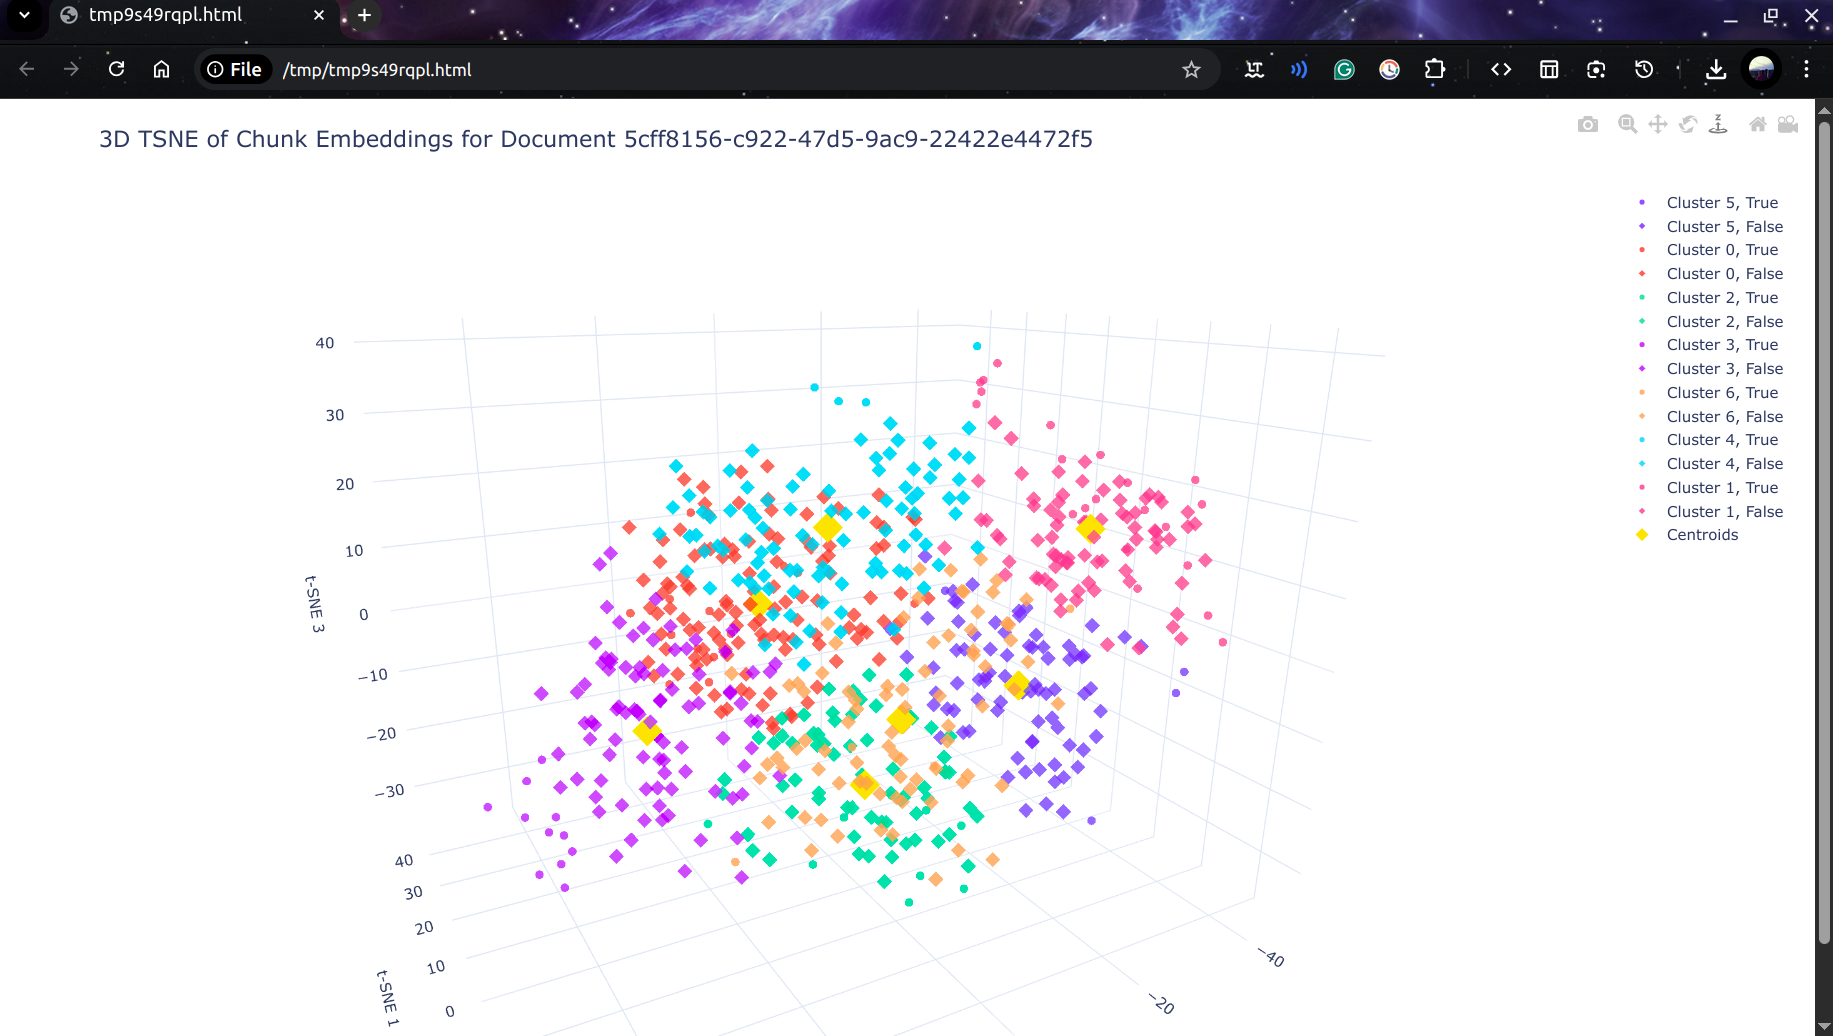 tmp9s49rqpl.html
File /tmp/tmp9s49rqpl.html
3D TSNE of Chunk Embeddings for Document 5cff8156-c922-47d5-9ac9-22422e4472f5
Cluster 5, True
Cluster 5, False
Cluster 0, True
Cluster 0, False
Cluster 2, True
Cluster 2, False
Cluster 3, True
Cluster 3, False
Cluster 6, True
Cluster 6, False
Cluster 4, True
Cluster 4, False
Cluster 1, True
Cluster 1, False
Centroids
40
30
20
10
0
−10
−20
−30
t-SNE 3
40
30
20
10
0
t-SNE 1
−40
−20